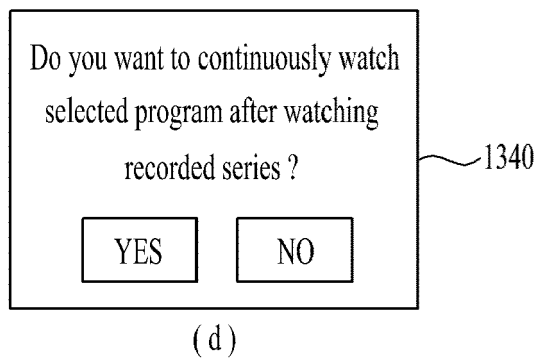 Do you want to continuously watch
selected program after watching
recorded series ?
1340
YES NO
( d )